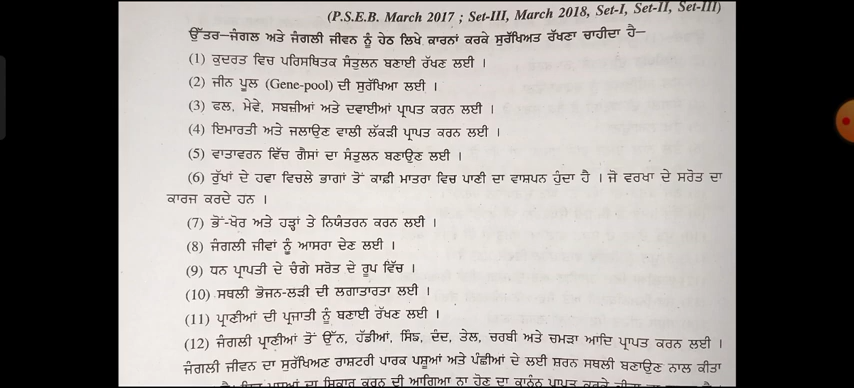 (P.S.E.B. March 2017 ; Set-III, March 2018, Set-I, Set-II, Set-III)
ਉੱਤਰ—ਜੰਗਲ ਅਤੇ ਜੰਗਲੀ ਜੀਵਨ ਨੂੰ ਹੇਠ ਲਿਖੇ ਕਾਰਨਾਂ ਕਰਕੇ ਸੁਰੱਖਿਅਤ ਰੱਖਣਾ ਚਾਹੀਦਾ ਹੈ—
(1) ਕੁਦਰਤ ਵਿਚ ਪਰਿਸਥਿਤਕ ਸੰਤੁਲਨ ਬਣਾਈ ਰੱਖਣ ਲਈ ।
(2) ਜੀਨ ਪੂਲ (Gene-pool) ਦੀ ਸੁਰੱਖਿਆ ਲਈ ।
(3) ਫਲ, ਮੇਵੇ, ਸਬਜ਼ੀਆਂ ਅਤੇ ਦਵਾਈਆਂ ਪ੍ਰਾਪਤ ਕਰਨ ਲਈ ।
(4) ਇਮਾਰਤੀ ਅਤੇ ਜਲਾਉਣ ਵਾਲੀ ਲੱਕੜੀ ਪ੍ਰਾਪਤ ਕਰਨ ਲਈ ।
(5) ਵਾਤਾਵਰਨ ਵਿੱਚ ਗੈਸਾਂ ਦਾ ਸੰਤੁਲਨ ਬਣਾਉਣ ਲਈ ।
(6) ਰੁੱਖਾਂ ਦੇ ਹਵਾ ਵਿਚਲੇ ਭਾਗਾਂ ਤੋਂ ਕਾਫ਼ੀ ਮਾਤਰਾ ਵਿਚ ਪਾਣੀ ਦਾ ਵਾਸ਼ਪਨ ਹੁੰਦਾ ਹੈ । ਜੋ ਵਰਖਾ ਦੇ ਸਰੋਤ ਦਾ
ਕਾਰਜ ਕਰਦੇ ਹਨ ।
(7) ਭੋਂ-ਖੋਰ ਅਤੇ ਹੜ੍ਹਾਂ ਤੇ ਨਿਯੰਤਰਨ ਕਰਨ ਲਈ ।
(8) ਜੰਗਲੀ ਜੀਵਾਂ ਨੂੰ ਆਸਰਾ ਦੇਣ ਲਈ ।
(9) ਧਨ ਪ੍ਰਾਪਤੀ ਦੇ ਚੰਗੇ ਸਰੋਤ ਦੇ ਰੂਪ ਵਿੱਚ ।
(10) ਸਥਲੀ ਭੋਜਨ-ਲੜੀ ਦੀ ਲਗਾਤਾਰਤਾ ਲਈ ।
(11) ਪ੍ਰਾਣੀਆਂ ਦੀ ਪ੍ਰਜਾਤੀ ਨੂੰ ਬਣਾਈ ਰੱਖਣ ਲਈ ।
(12) ਜੰਗਲੀ ਪ੍ਰਾਣੀਆਂ ਤੋਂ ਉੱਨ, ਹੱਡੀਆਂ, ਸਿੰਙ, ਦੰਦ, ਤੇਲ, ਚਰਬੀ ਅਤੇ ਚਮੜਾ ਆਦਿ ਪ੍ਰਾਪਤ ਕਰਨ ਲਈ ।
ਜੰਗਲੀ ਜੀਵਨ ਦਾ ਸੁਰੱਖਿਅਣ ਰਾਸ਼ਟਰੀ ਪਾਰਕ ਪਸ਼ੂਆਂ ਅਤੇ ਪੰਛੀਆਂ ਦੇ ਲਈ ਸ਼ਰਨ ਸਥਲੀ ਬਣਾਉਣ ਨਾਲ ਕੀਤਾ
ਦਾ ਸ਼ਿਕਾਰ ਕਰਨ ਦੀ ਆਗਿਆ ਨਾ ਹੋਣ ਦਾ ਕਾਨੂੰਨ ਪ੍ਰਾਪਤ ਕਰਕੇ